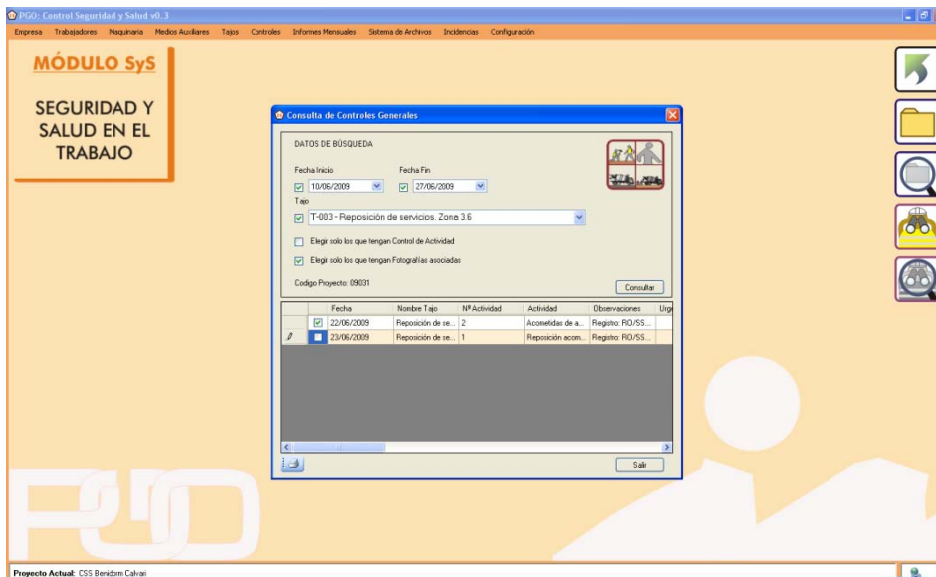 PGO: Control Seguridad y Salud v0.3
Empresa Trabajadores Maquinaria Medios Auxiliares Tajos Controles Informes Mensuales Sistema de Archivos Incidencias Configuración
MÓDULO SyS
SEGURIDAD Y
SALUD EN EL
TRABAJO
Consulta de Controles Generales
DATOS DE BÚSQUEDA
Fecha Inicio Fecha Fin
10/06/2009 27/06/2009
Tajo
T-003 - Reposición de servicios. Zona 3.6
Elegir solo los que tengan Control de Actividad
Elegir solo los que tengan Fotografías asociadas
Codigo Proyecto: 09031 Consultar
Fecha Nombre Tajo Nº Actividad Actividad Observaciones Urge
22/06/2009 Reposición de se... 2 Acometidas de a... Registro: RO/SS...
23/06/2009 Reposición de se... 1 Reposición acom... Registro: RO/SS...
Salir
PGO
Proyecto Actual: CSS Benidorm Calvari